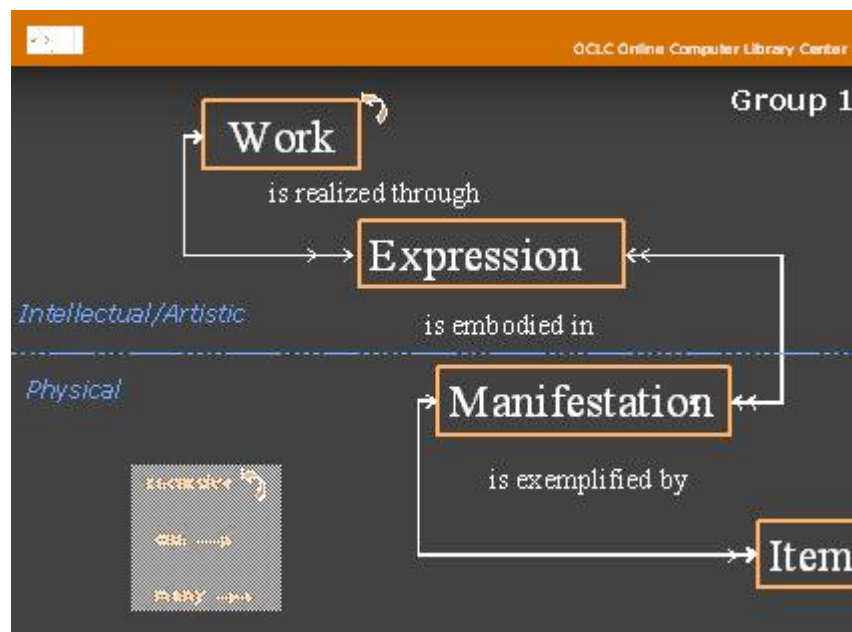 OCLC Online Computer Library Center
Group 1
Work
is realized through
Expression
Intellectual/Artistic
is embodied in
Physical
Manifestation
is exemplified by
recursive
one
many
Item